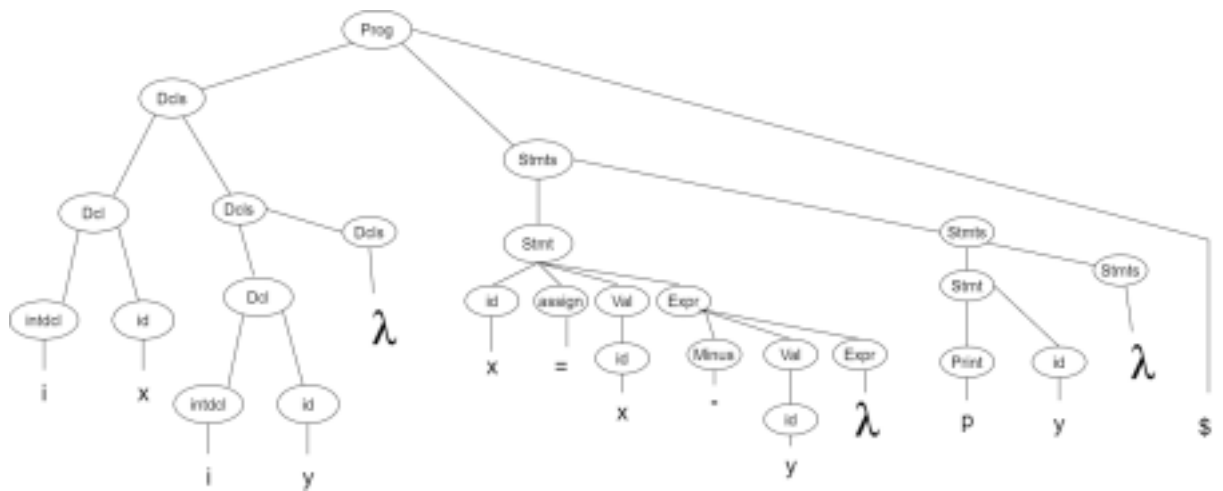 Prog
Dcls
Stmts
Dcl Dcls Dcls Stmt Stmts
Stmts
Dcl Stmt
id assign Val Expr
intdcl id λ
x = id Minus Val Expr Print id λ
i x intdcl id x - id λ p y $
i y y